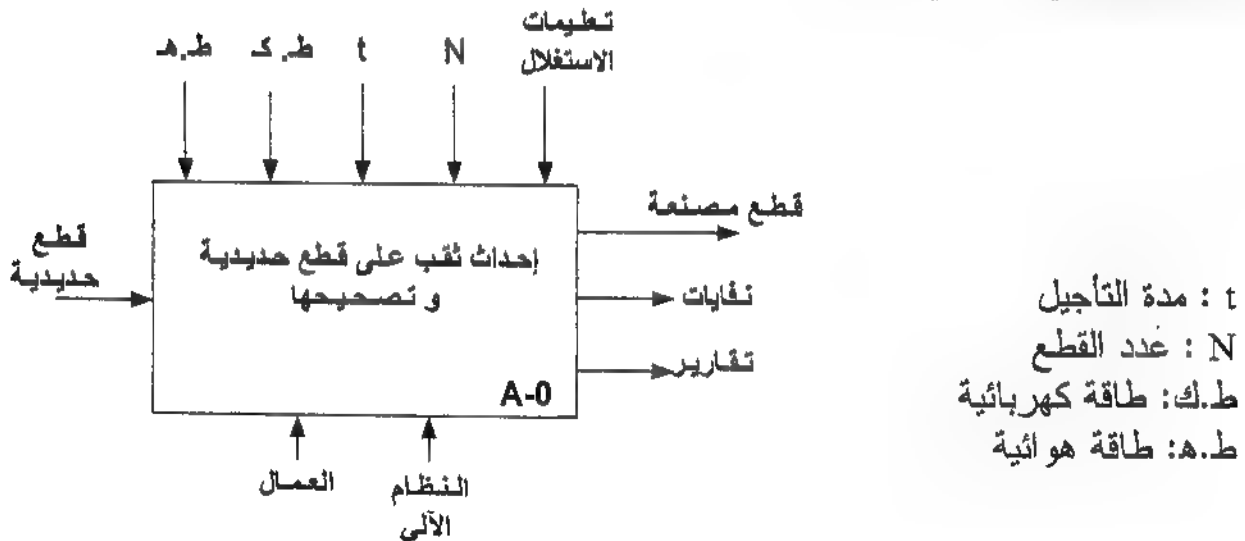 تعليمات
الاستغلال
N
t
ط. ك
ط.هـ
قطع مصنعة
إحداث ثقب على قطع حديدية
و تصحيحها
قطع
حديدية
نفايات
تقارير
A-0
العمال
النظام
الآلي
t : مدة التأجيل
N : عدد القطع
ط.ك: طاقة كهربائية
ط.ه: طاقة هوائية